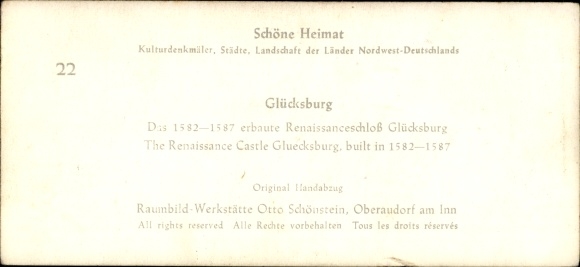 Schöne Heimat
Kulturdenkmäler, Städte, Landschaft der Länder Nordwest-Deutschlands
22
Glücksburg
Das 1582—1587 erbaute Renaissanceschloß Glücksburg
The Renaissance Castle Gluecksburg, built in 1582—1587
Original Handabzug
Raumbild-Werkstätte Otto Schönstein, Oberaudorf am Inn
All rights reserved Alle Rechte vorbehalten Tous les droits réservés